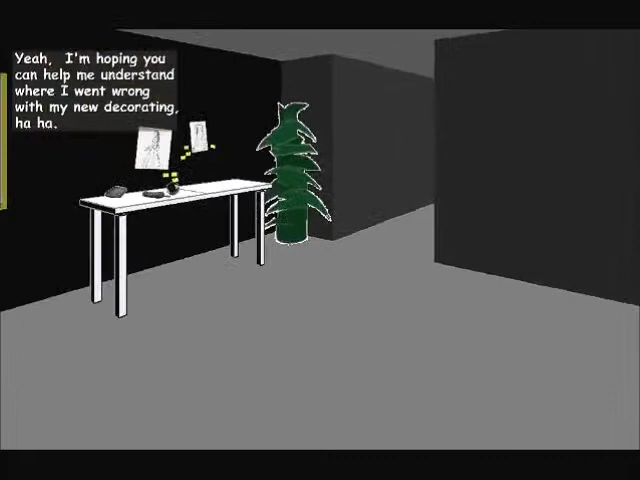 Yeah, I'm hoping you
can help me understand
where I went wrong
with my new decorating,
ha ha.